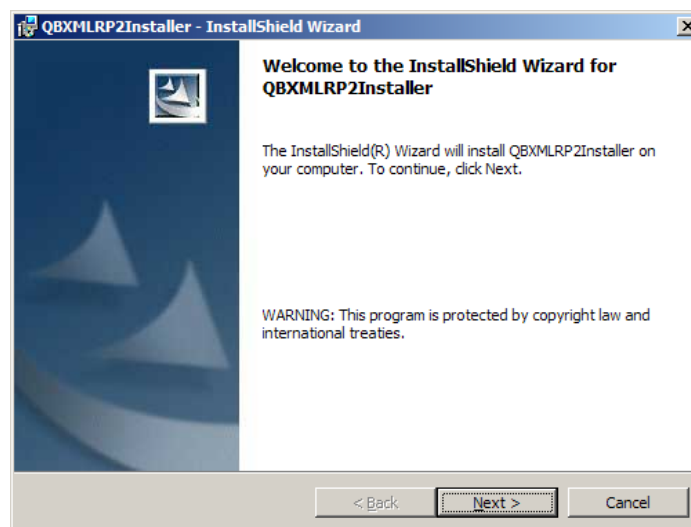 QBXMLRP2Installer - InstallShield Wizard
Welcome to the InstallShield Wizard for
QBXMLRP2Installer
The InstallShield(R) Wizard will install QBXMLRP2Installer on
your computer. To continue, click Next.
WARNING: This program is protected by copyright law and
international treaties.
< Back
Next >
Cancel